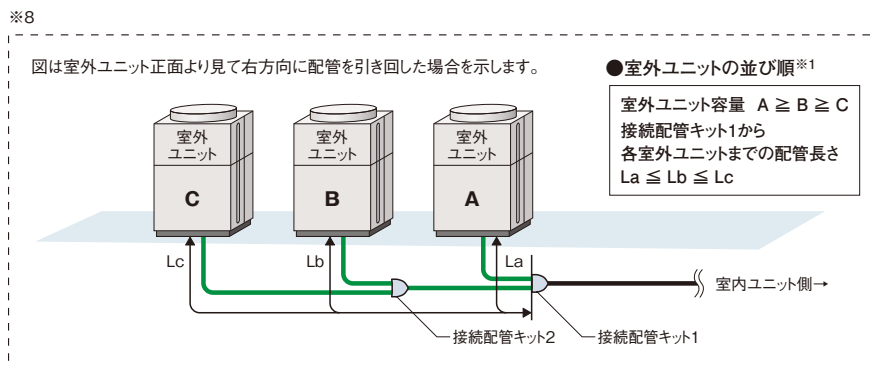 ※8
図は室外ユニット正面より見て右方向に配管を引き回した場合を示します。
●室外ユニットの並び順※1
室外ユニット容量 A ≧ B ≧ C
接続配管キット1から
各室外ユニットまでの配管長さ
La ≦ Lb ≦ Lc
室外
ユニット
C
室外
ユニット
B
室外
ユニット
A
Lc
Lb
La
室内ユニット側→
接続配管キット2
接続配管キット1